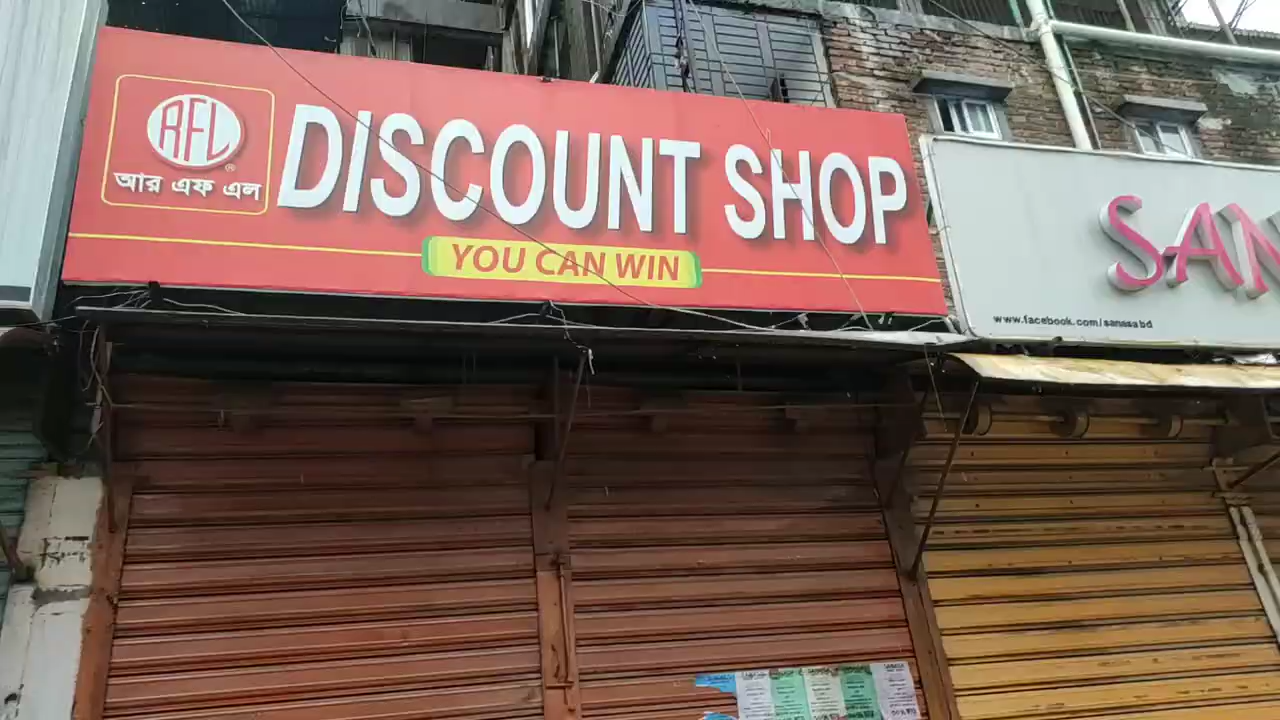 RFL
®
আর এফ এল
DISCOUNT SHOP
YOU CAN WIN
SAN
www.facebook.com/sanasabd